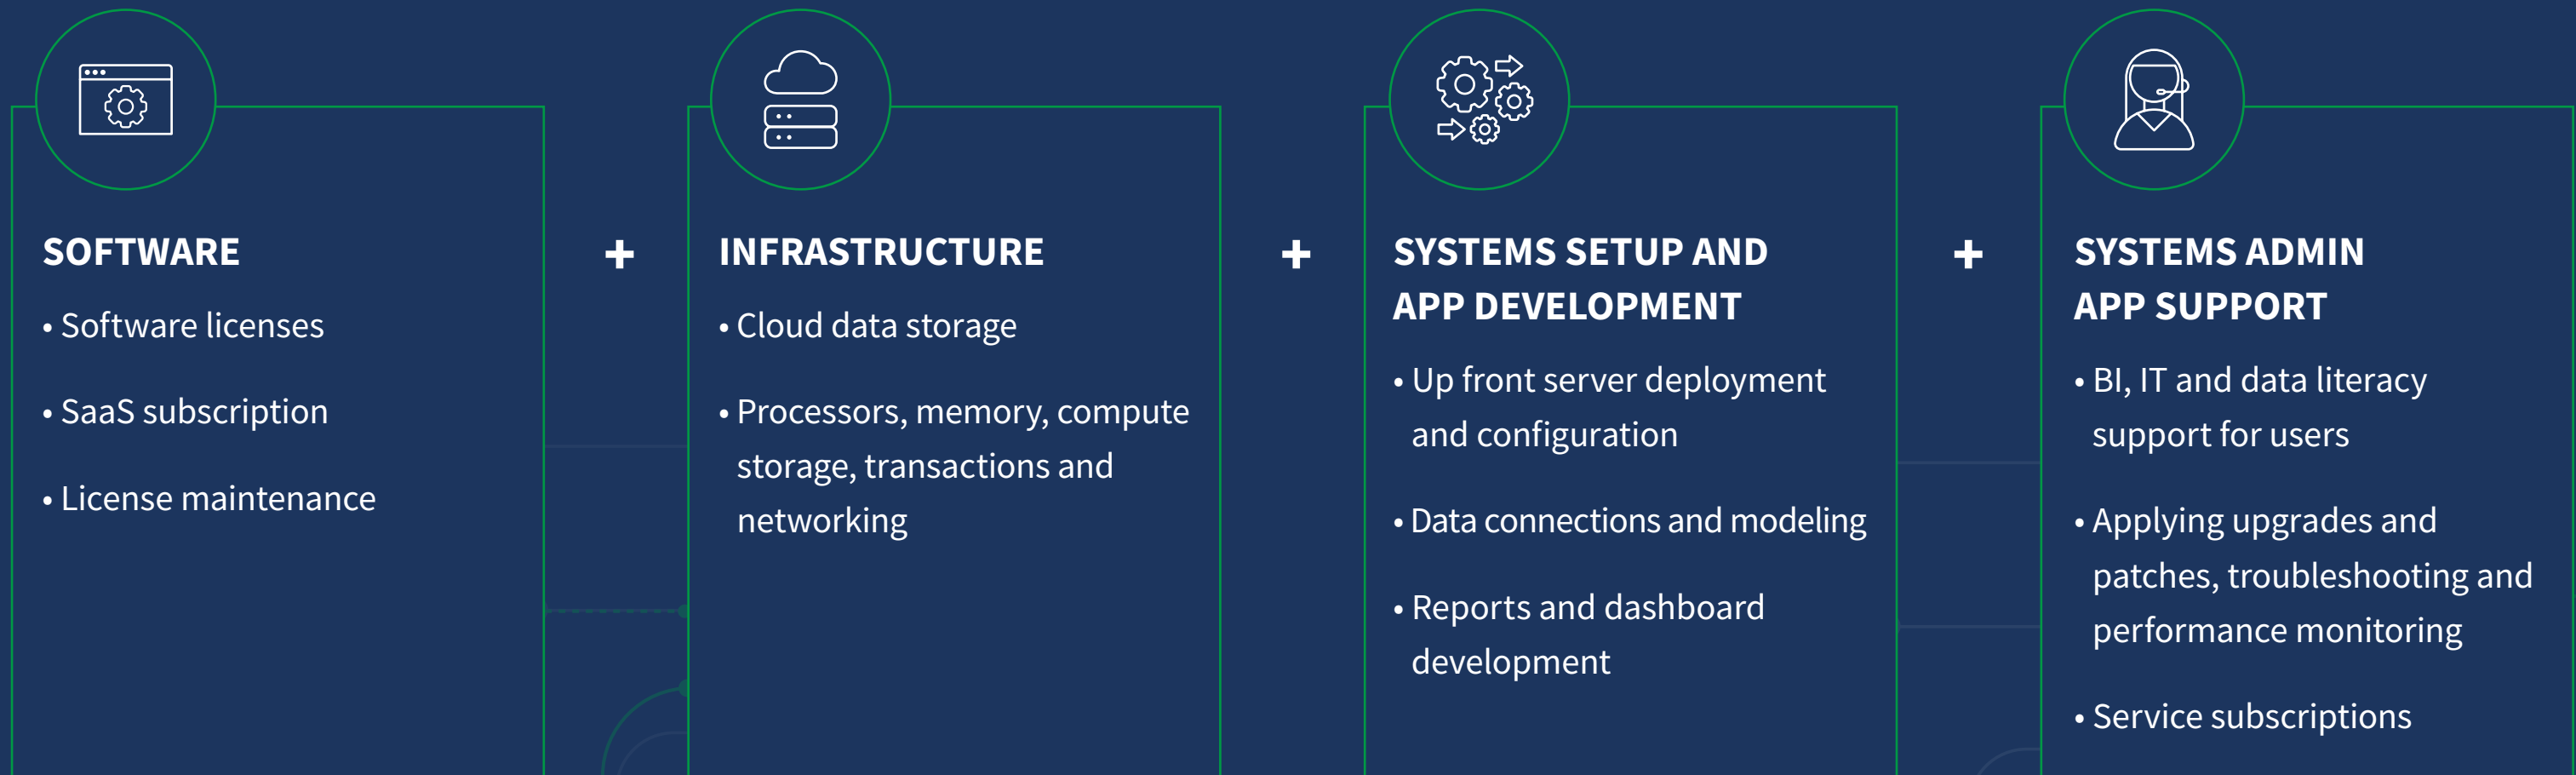 SOFTWARE
• Software licenses
• SaaS subscription
• License maintenance
+
INFRASTRUCTURE
• Cloud data storage
• Processors, memory, compute
storage, transactions and
networking
+
SYSTEMS SETUP AND
APP DEVELOPMENT
• Up front server deployment
and configuration
• Data connections and modeling
• Reports and dashboard
development
+
SYSTEMS ADMIN
APP SUPPORT
• BI, IT and data literacy
support for users
• Applying upgrades and
patches, troubleshooting and
performance monitoring
• Service subscriptions